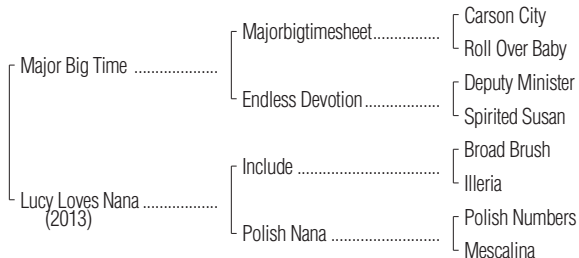 Carson City
Majorbigtimesheet................
Roll Over Baby
Major Big Time ....................
Deputy Minister
Endless Devotion..................
Spirited Susan
Broad Brush
Include ..................................
Illeria
Lucy Loves Nana ..................
(2013)
Polish Numbers
Polish Nana ..........................
Mescalina